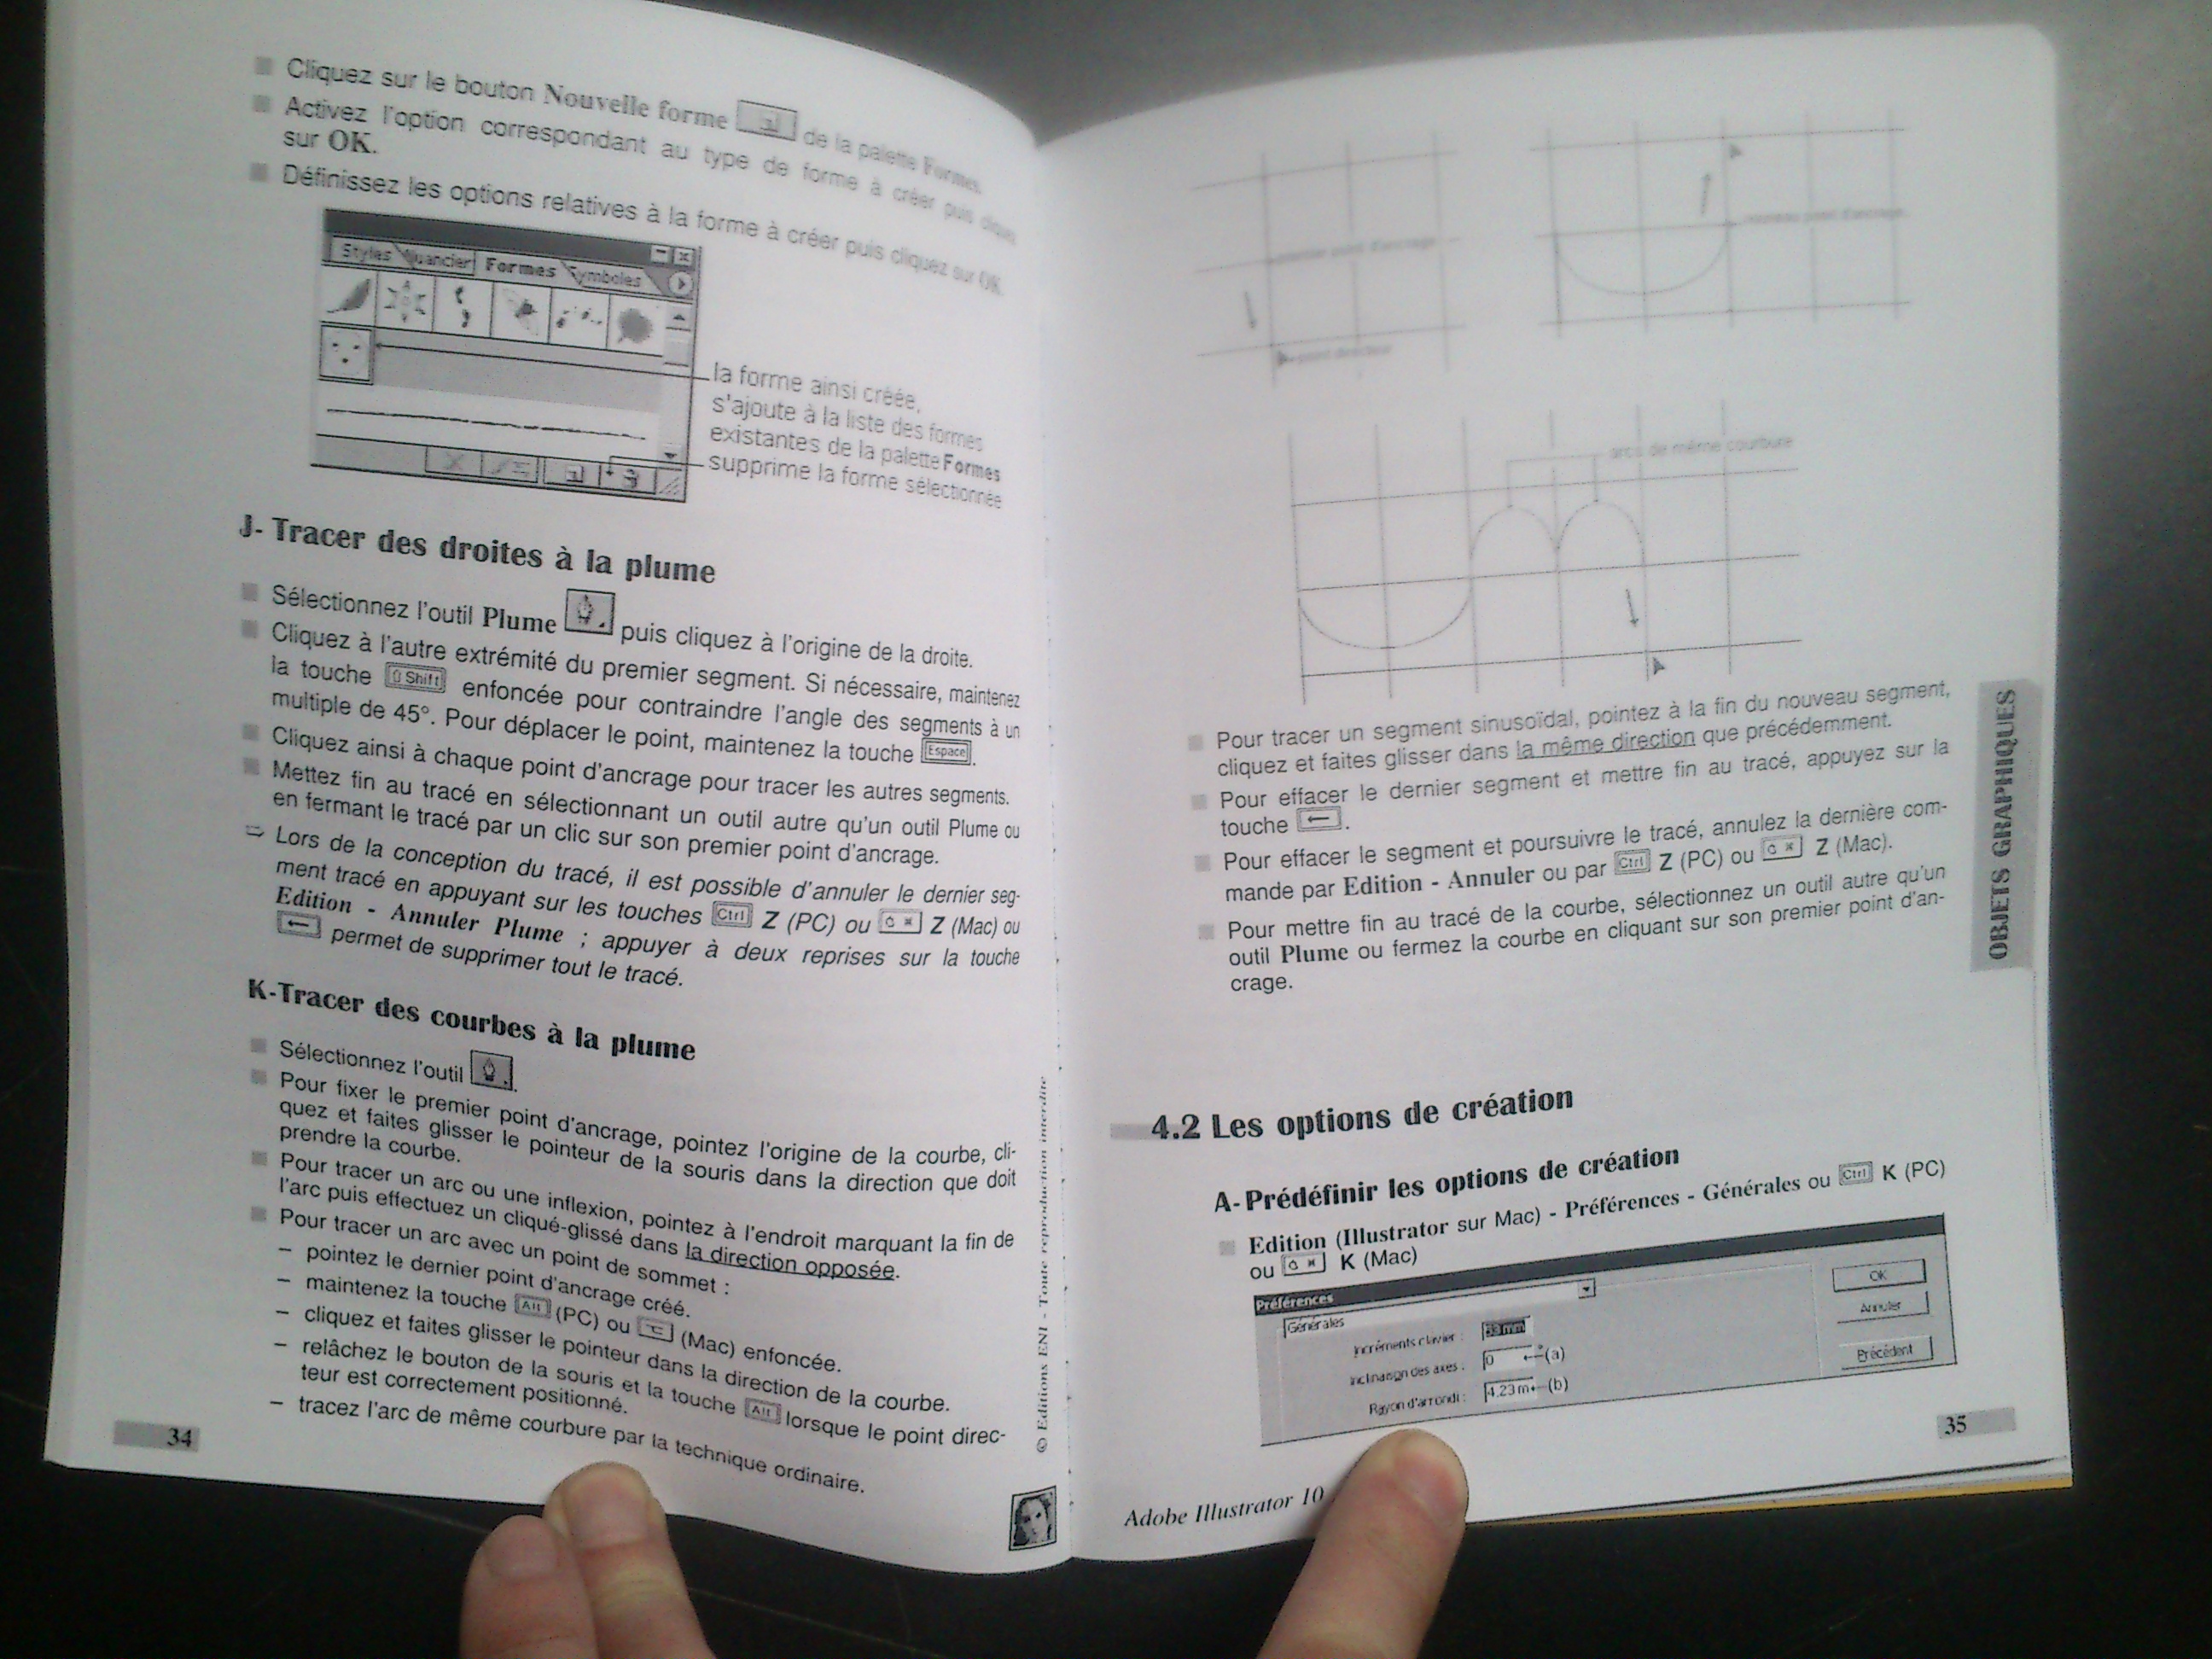 Cliquez sur le bouton Nouvelle forme de la palette Formes.
Activez l'option correspondant au type de forme à créer puis cliquez
sur OK.
Définissez les options relatives à la forme à créer puis cliquez sur OK.
Styles Nuancier Formes Symboles
la forme ainsi créée,
s'ajoute à la liste des formes
existantes de la palette Formes
supprime la forme sélectionnée
J- Tracer des droites à la plume
Sélectionnez l'outil Plume puis cliquez à l'origine de la droite.
Cliquez à l'autre extrémité du premier segment. Si nécessaire, maintenez
la touche Shift enfoncée pour contraindre l'angle des segments à un
multiple de 45°. Pour déplacer le point, maintenez la touche Espace.
Cliquez ainsi à chaque point d'ancrage pour tracer les autres segments.
Mettez fin au tracé en sélectionnant un outil autre qu'un outil Plume ou
en fermant le tracé par un clic sur son premier point d'ancrage.
⇨ Lors de la conception du tracé, il est possible d'annuler le dernier seg-
ment tracé en appuyant sur les touches Ctrl Z (PC) ou ⌘ Z (Mac) ou
Edition - Annuler Plume ; appuyer à deux reprises sur la touche
← permet de supprimer tout le tracé.
K- Tracer des courbes à la plume
Sélectionnez l'outil .
Pour fixer le premier point d'ancrage, pointez l'origine de la courbe, cli-
quez et faites glisser le pointeur de la souris dans la direction que doit
prendre la courbe.
Pour tracer un arc ou une inflexion, pointez à l'endroit marquant la fin de
l'arc puis effectuez un cliqué-glissé dans la direction opposée.
Pour tracer un arc avec un point de sommet :
– pointez le dernier point d'ancrage créé.
– maintenez la touche Alt (PC) ou ⌥ (Mac) enfoncée.
– cliquez et faites glisser le pointeur dans la direction de la courbe.
– relâchez le bouton de la souris et la touche Alt lorsque le point direc-
teur est correctement positionné.
– tracez l'arc de même courbure par la technique ordinaire.
34
© Editions ENI - Toute reproduction interdite
arcs de même courbure
Pour tracer un segment sinusoïdal, pointez à la fin du nouveau segment,
cliquez et faites glisser dans la même direction que précédemment.
Pour effacer le dernier segment et mettre fin au tracé, appuyez sur la
touche ←.
Pour effacer le segment et poursuivre le tracé, annulez la dernière com-
mande par Edition - Annuler ou par Ctrl Z (PC) ou ⌘ Z (Mac).
Pour mettre fin au tracé de la courbe, sélectionnez un outil autre qu'un
outil Plume ou fermez la courbe en cliquant sur son premier point d'an-
crage.
OBJETS GRAPHIQUES
4.2 Les options de création
A- Prédéfinir les options de création
Edition (Illustrator sur Mac) - Préférences - Générales ou Ctrl K (PC)
ou ⌘ K (Mac)
Préférences
Générales
Incréments clavier :
Inclinaison des axes : 0 ° (a)
Rayon d'arrondi : 4.23 m (b)
OK
Annuler
Précédent
Adobe Illustrator 10
35